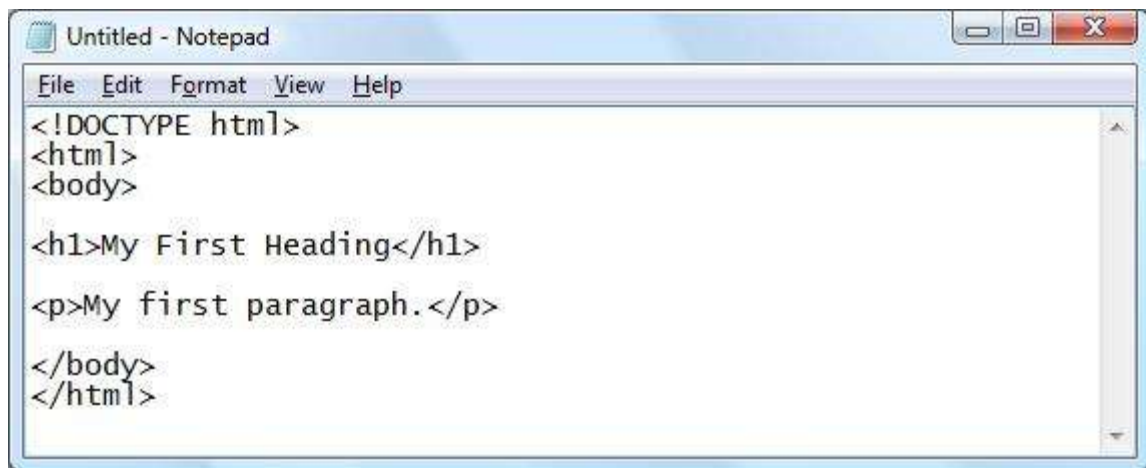 Untitled - Notepad
File Edit Format View Help
<!DOCTYPE html>
<html>
<body>
<h1>My First Heading</h1>
<p>My first paragraph.</p>
</body>
</html>